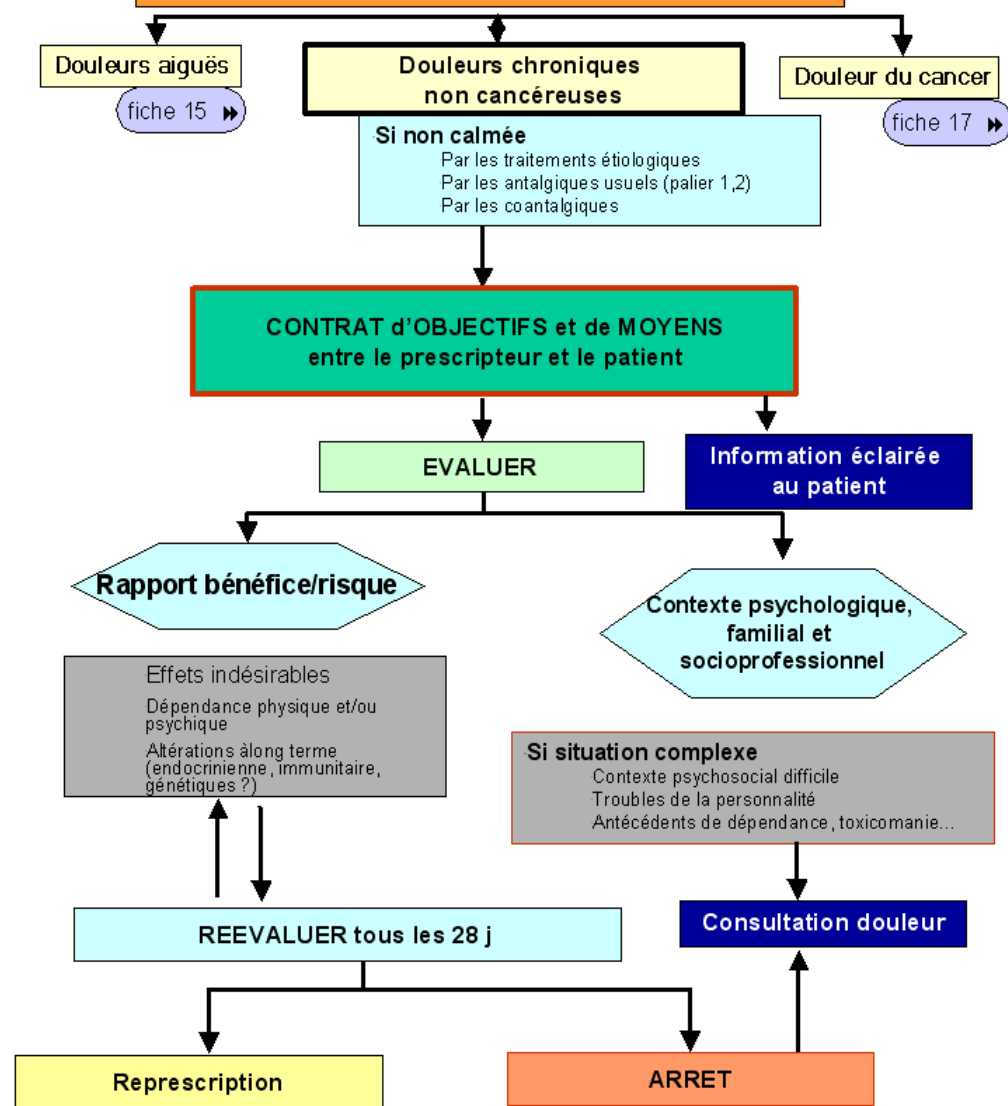 Douleurs aiguës
fiche 15
Douleurs chroniques
non cancéreuses
Douleur du cancer
fiche 17
Si non calmée
Par les traitements étiologiques
Par les antalgiques usuels (palier 1,2)
Par les coantalgiques
CONTRAT d’OBJECTIFS et de MOYENS
entre le prescripteur et le patient
EVALUER
Information éclairée
au patient
Rapport bénéfice/risque
Contexte psychologique,
familial et
socioprofessionnel
Effets indésirables
Dépendance physique et/ou
psychique
Altérations àlong terme
(endocrinienne, immunitaire,
génétiques ?)
Si situation complexe
Contexte psychosocial difficile
Troubles de la personnalité
Antécédents de dépendance, toxicomanie...
REEVALUER tous les 28 j
Consultation douleur
Represcription
ARRET